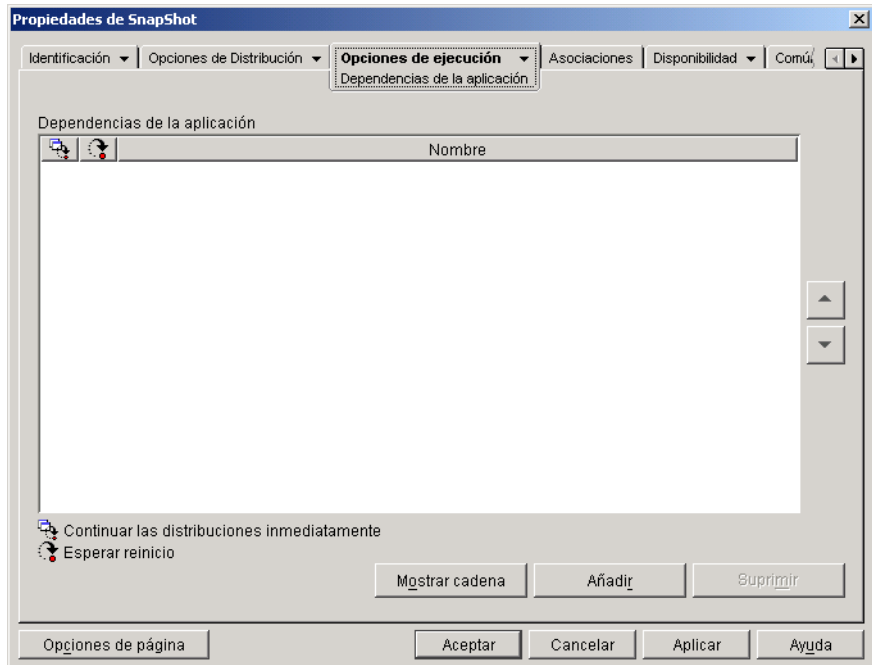 Propiedades de SnapShot
Identificación
Opciones de Distribución
Opciones de ejecución
Asociaciones
Disponibilidad
Comú
Dependencias de la aplicación
Dependencias de la aplicación
Nombre
Continuar las distribuciones inmediatamente
Esperar reinicio
Mostrar cadena
Añadir
Suprimir
Opciones de página
Aceptar
Cancelar
Aplicar
Ayuda